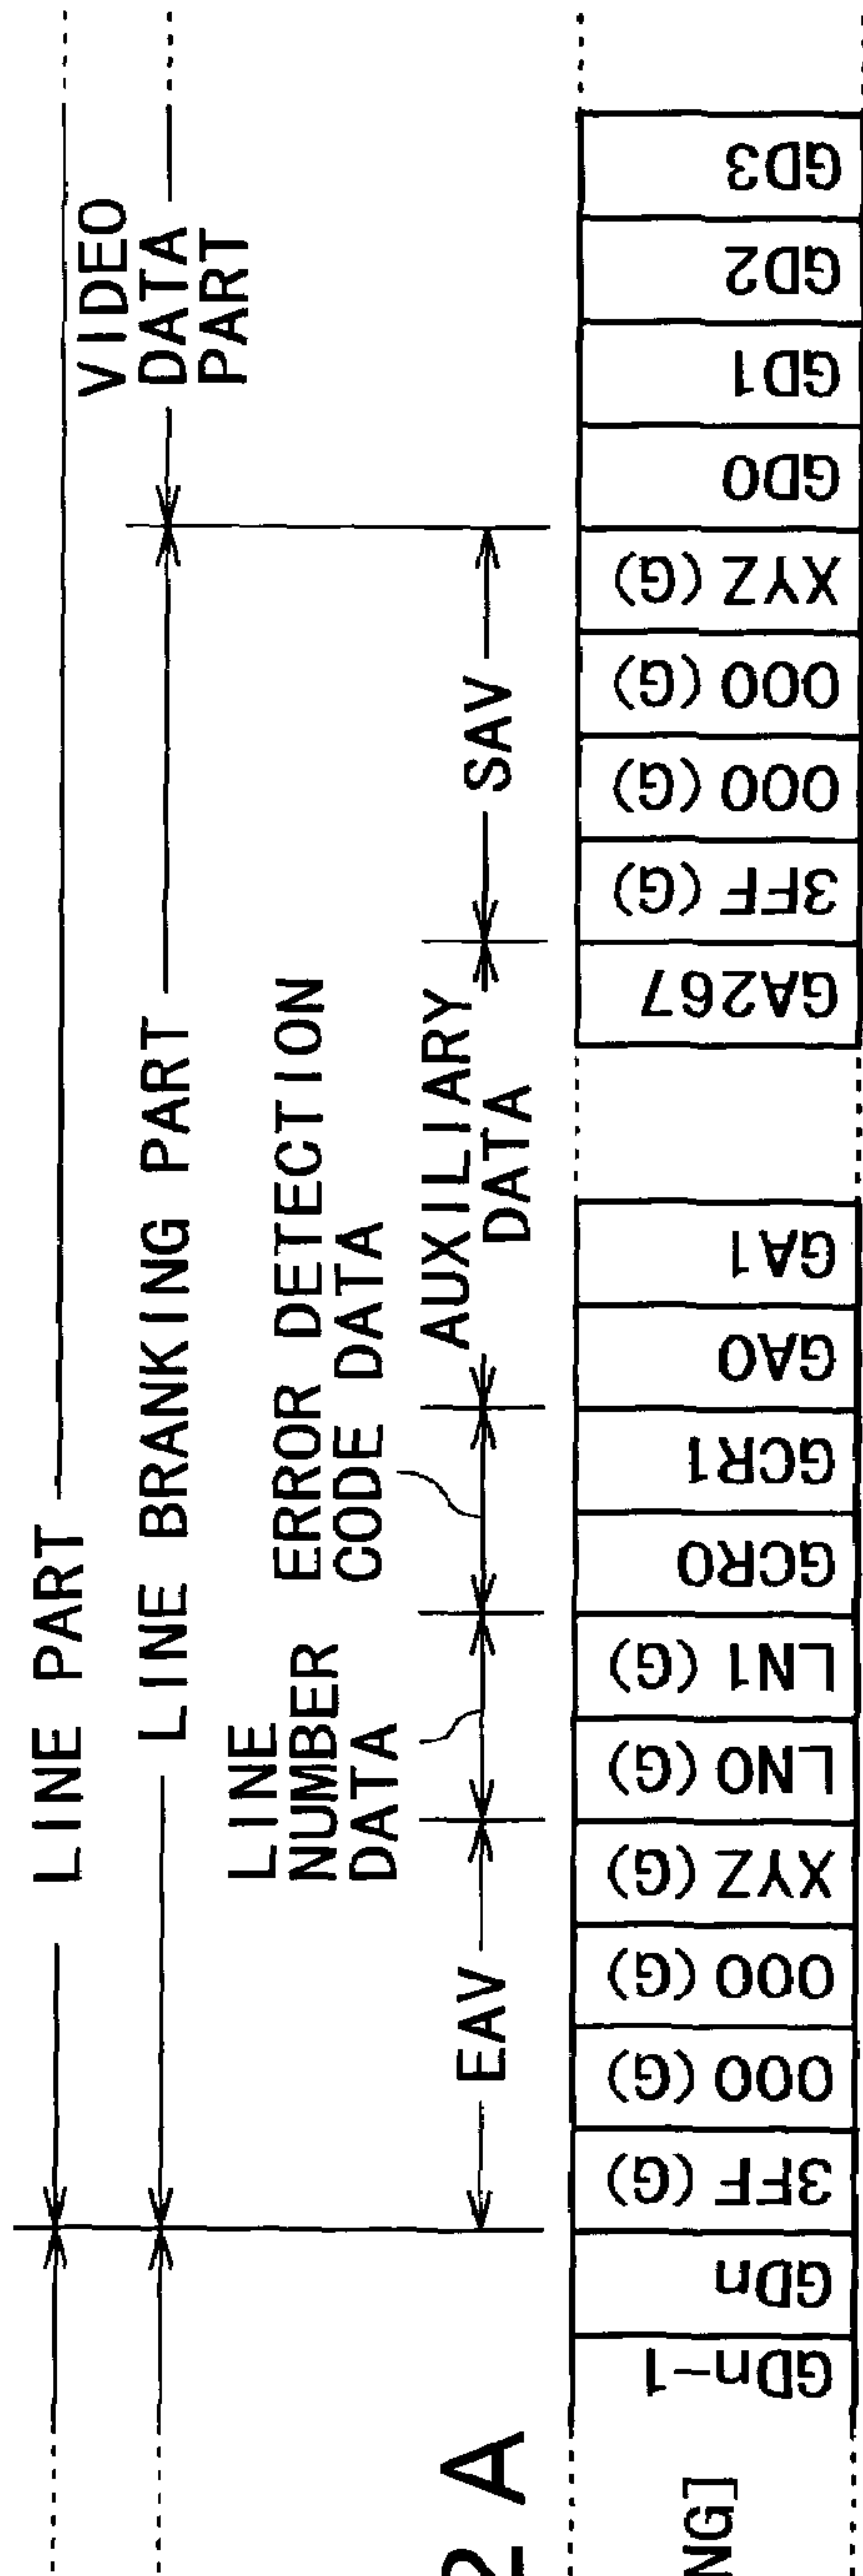 LINE PART
LINE BRANKING PART
VIDEO
DATA
PART
LINE
NUMBER
DATA
ERROR DETECTION
CODE DATA
EAV
AUXILIARY
DATA
SAV
2A
NG]
GDn-1
GDn
3FF (G)
000 (G)
000 (G)
XYZ (G)
LN0 (G)
LN1 (G)
GCR0
GCR1
GA0
GA1
GA267
3FF (G)
000 (G)
000 (G)
XYZ (G)
GD0
GD1
GD2
GD3